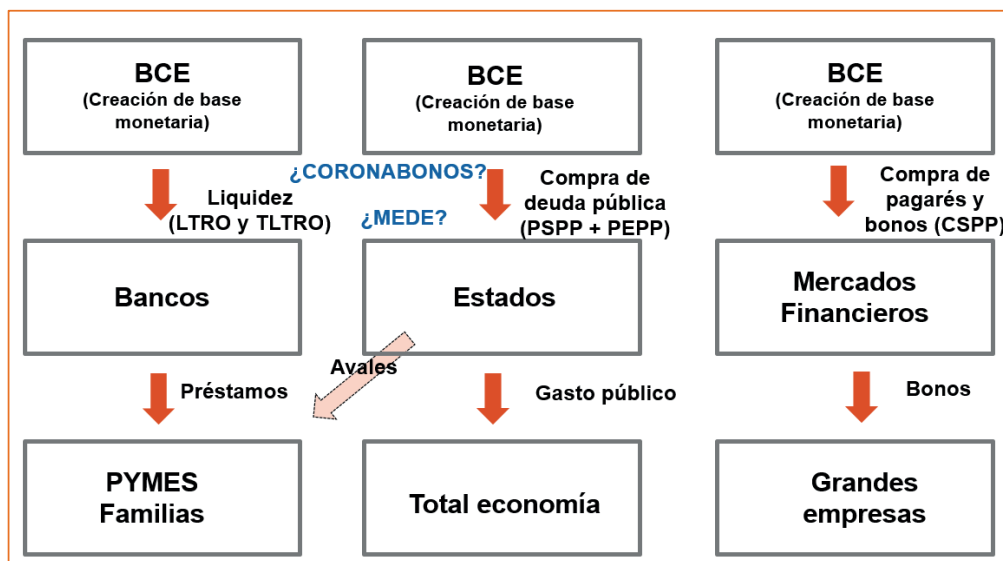 BCE
(Creación de base
monetaria)
BCE
(Creación de base
monetaria)
BCE
(Creación de base
monetaria)
Liquidez
(LTRO y TLTRO)
¿CORONABONOS?
¿MEDE?
Compra de
deuda pública
(PSPP + PEPP)
Compra de
pagarés y
bonos (CSPP)
Bancos
Estados
Mercados
Financieros
Préstamos
Avales
Gasto público
Bonos
PYMES
Familias
Total economía
Grandes
empresas